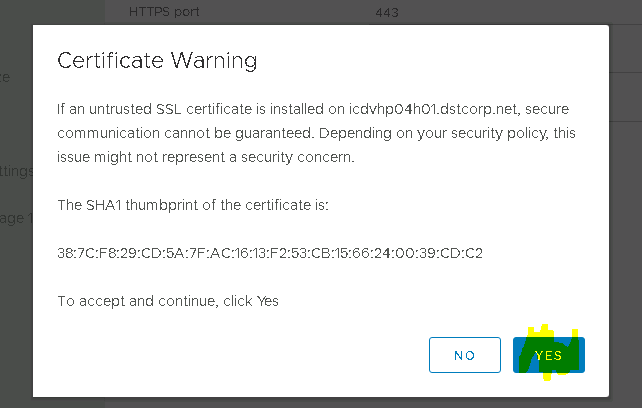 HTTPS port 443
Certificate Warning
If an untrusted SSL certificate is installed on icdvhp04h01.dstcorp.net, secure
communication cannot be guaranteed. Depending on your security policy, this
issue might not represent a security concern.
The SHA1 thumbprint of the certificate is:
38:7C:F8:29:CD:5A:7F:AC:16:13:F2:53:CB:15:66:24:00:39:CD:C2
To accept and continue, click Yes
NO YES